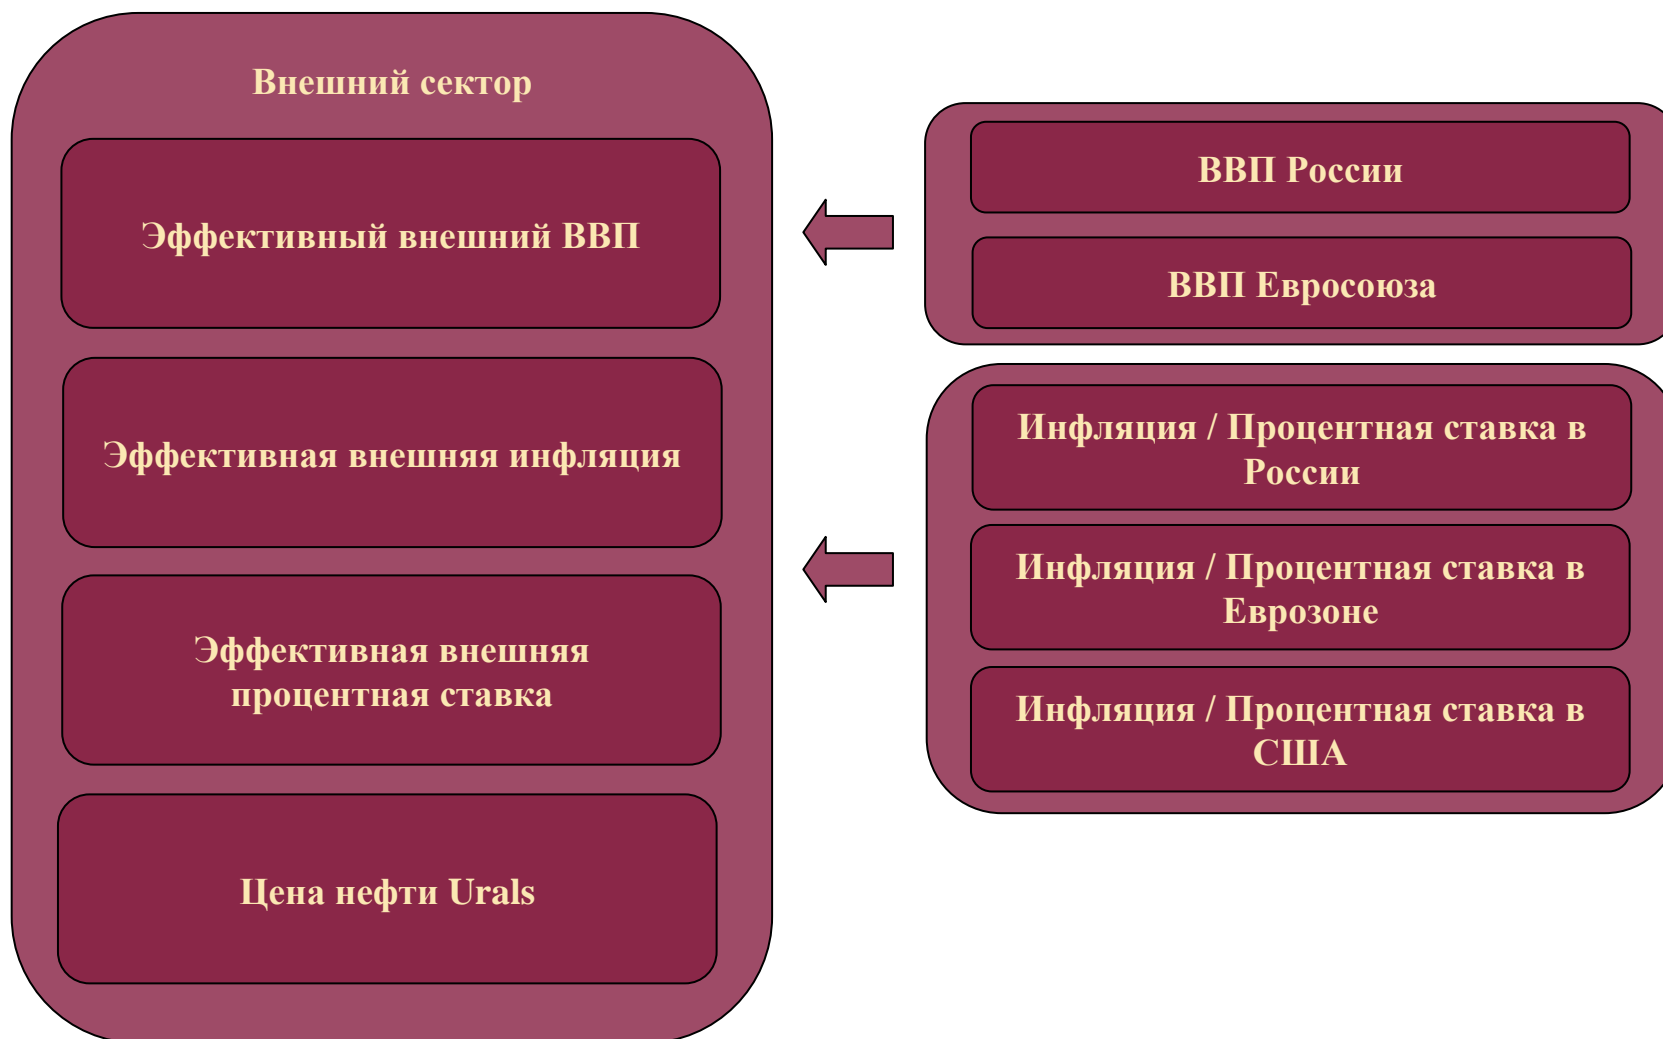 Внешний сектор
Эффективный внешний ВВП
Эффективная внешняя инфляция
Эффективная внешняя
процентная ставка
Цена нефти Urals
ВВП России
ВВП Евросоюза
Инфляция / Процентная ставка в
России
Инфляция / Процентная ставка в
Еврозоне
Инфляция / Процентная ставка в
США